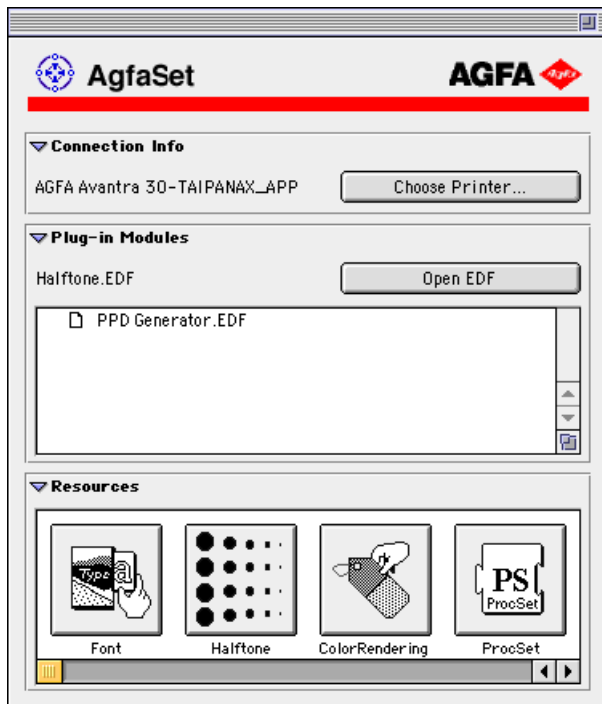 AgfaSet
AGFA
Agfa
Connection Info
AGFA Avantra 30-TAIPANAX_APP
Choose Printer...
Plug-in Modules
Halftone.EDF
Open EDF
PPD Generator.EDF
Resources
Type a
PS
ProcSet
Font
Halftone
ColorRendering
ProcSet